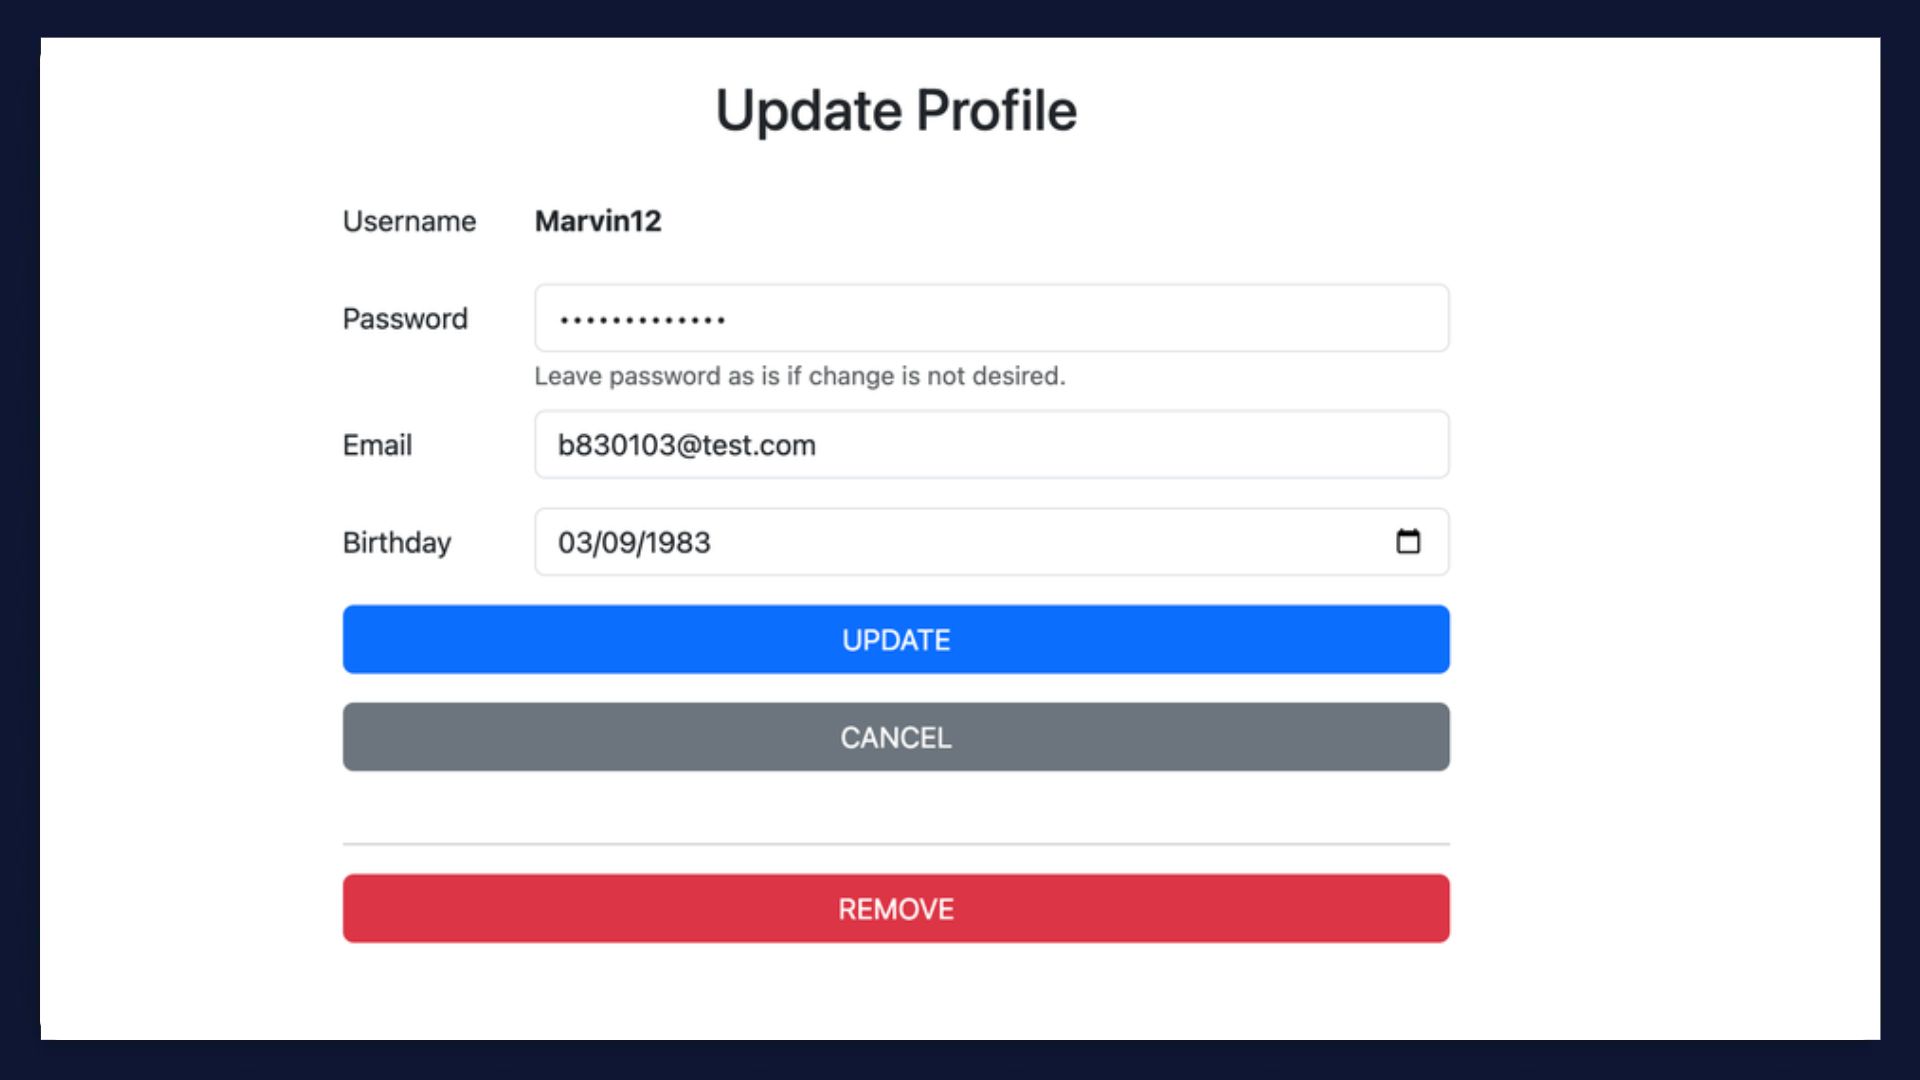 Update Profile
Username Marvin12
Password •••••••••••••
Leave password as is if change is not desired.
Email b830103@test.com
Birthday 03/09/1983
UPDATE
CANCEL
REMOVE